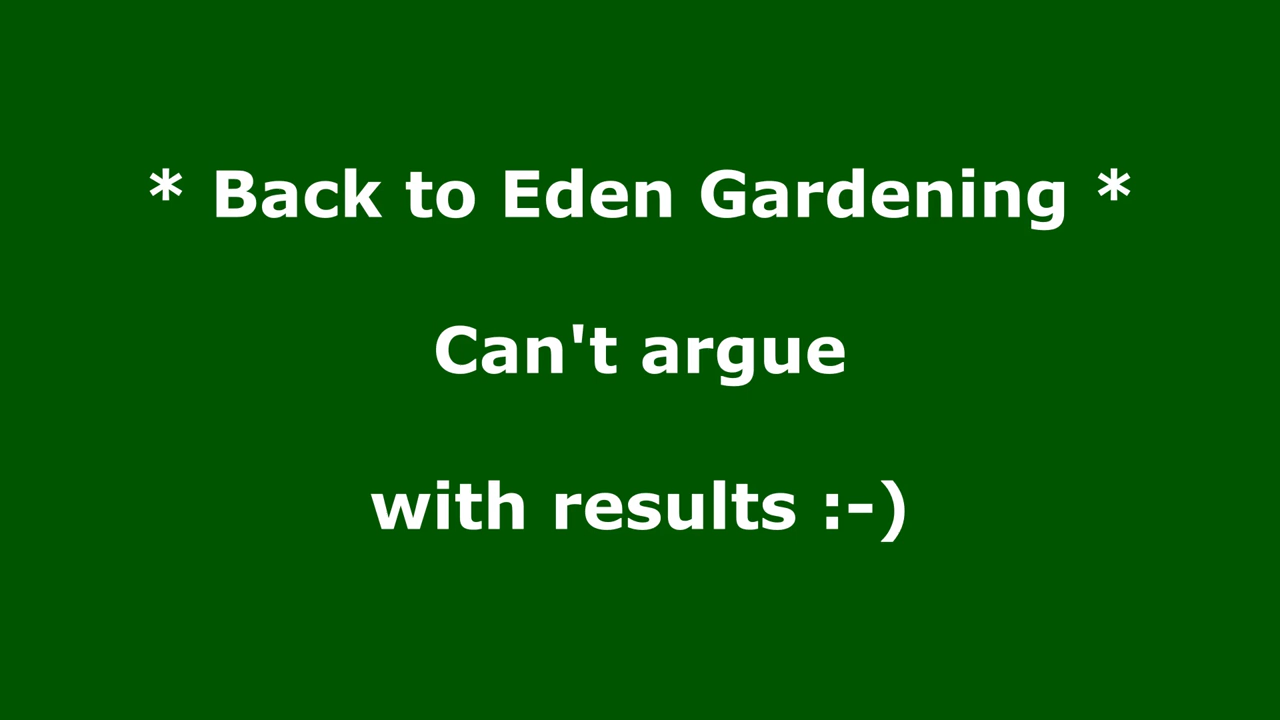 * Back to Eden Gardening *
Can't argue
with results :-)